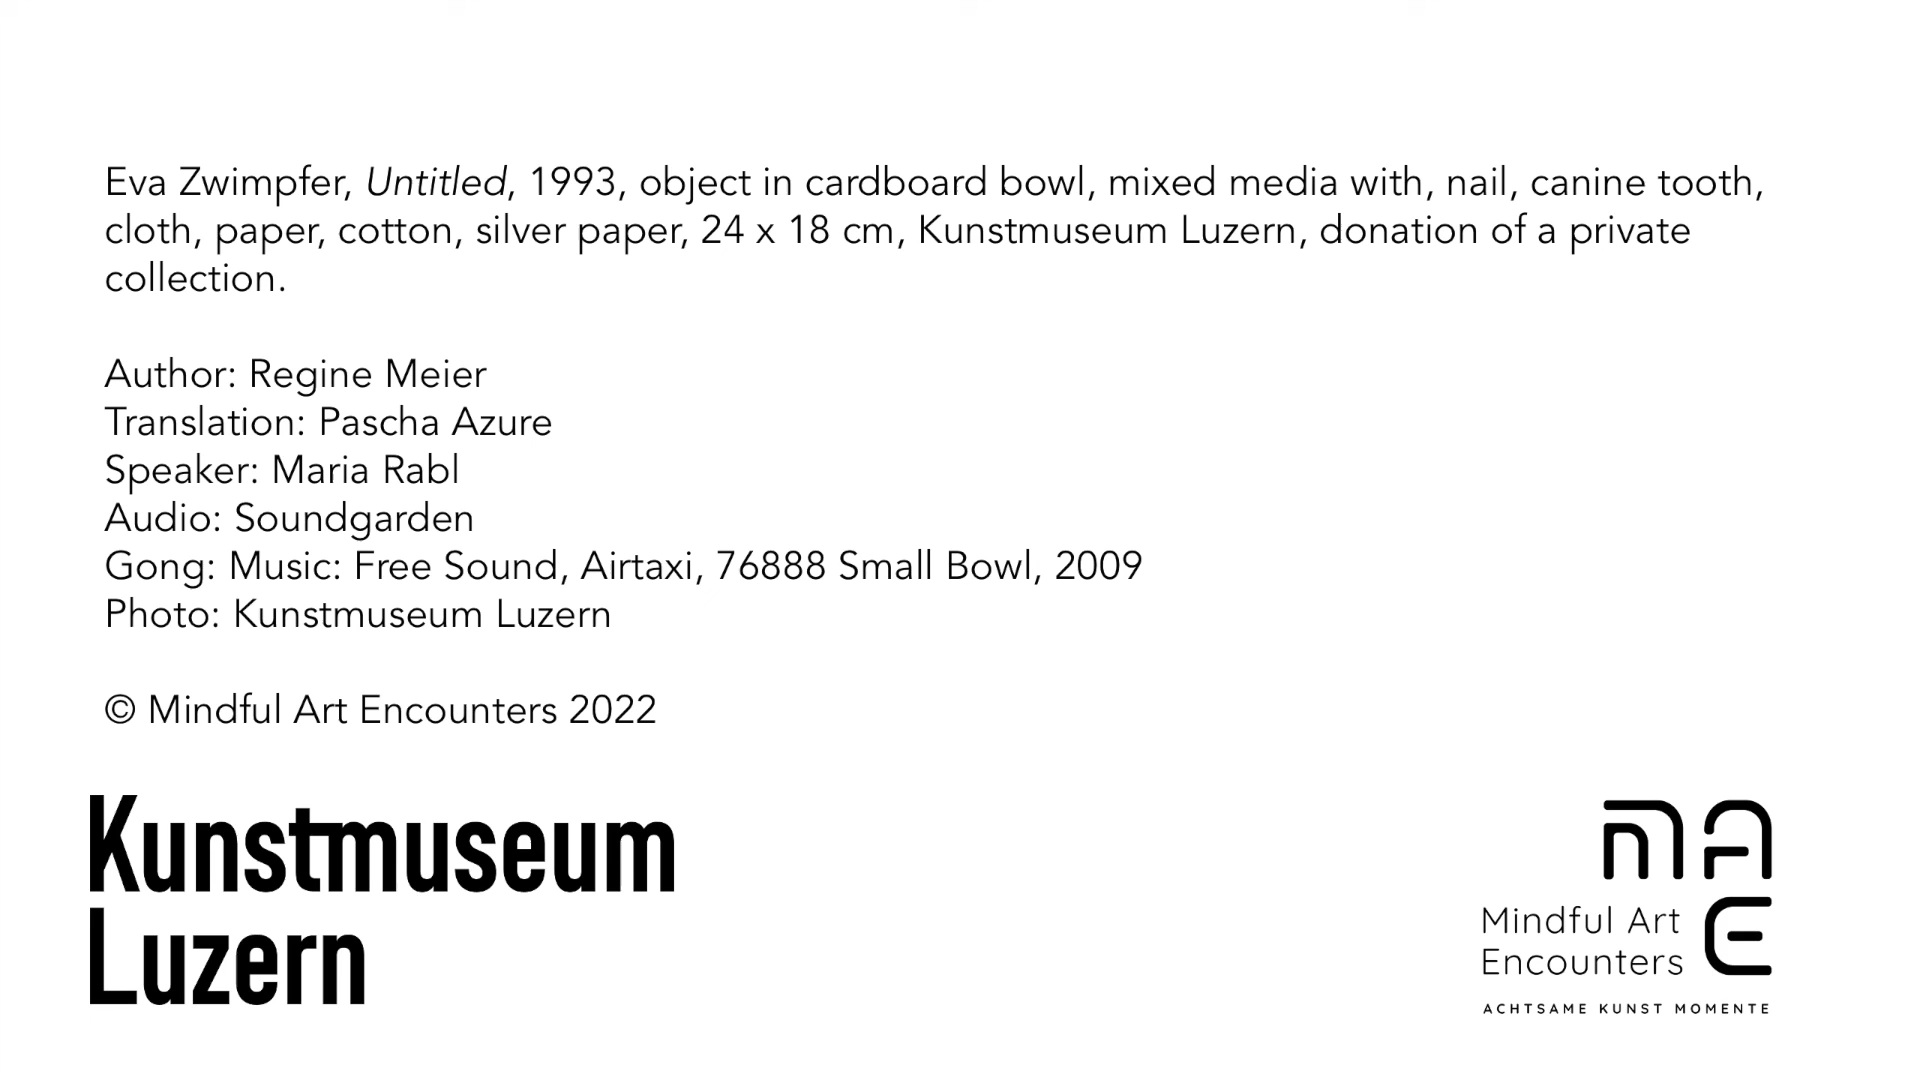 Eva Zwimpfer, Untitled, 1993, object in cardboard bowl, mixed media with, nail, canine tooth,
cloth, paper, cotton, silver paper, 24 x 18 cm, Kunstmuseum Luzern, donation of a private
collection.
Author: Regine Meier
Translation: Pascha Azure
Speaker: Maria Rabl
Audio: Soundgarden
Gong: Music: Free Sound, Airtaxi, 76888 Small Bowl, 2009
Photo: Kunstmuseum Luzern
© Mindful Art Encounters 2022
Kunstmuseum
Luzern
MA
E
Mindful Art
Encounters
ACHTSAME KUNST MOMENTE